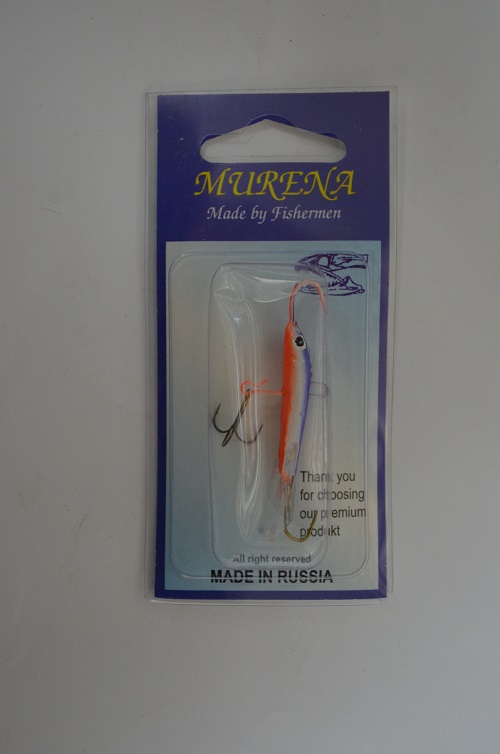 MURENA
Made by Fishermen
Thank you
for choosing
our premium
produkt
All right reserved
MADE IN RUSSIA